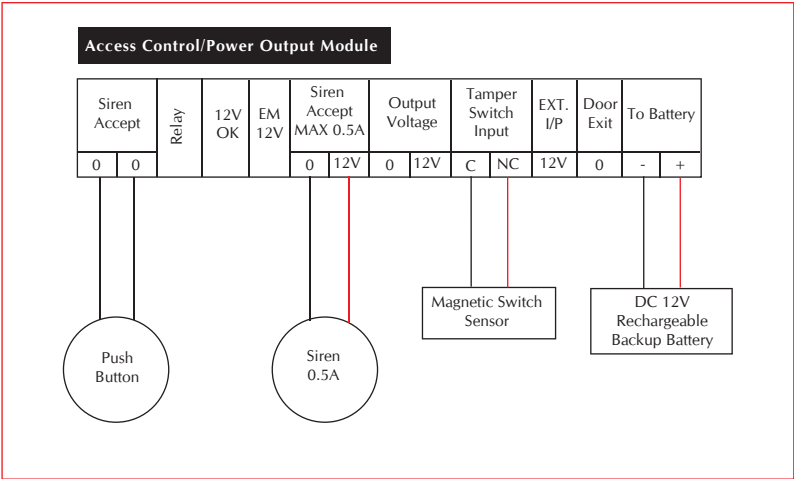 Access Control/Power Output Module
Siren
Accept
Relay
12V
OK
EM
12V
Siren
Accept
MAX 0.5A
Output
Voltage
Tamper
Switch
Input
EXT.
I/P
Door
Exit
To Battery
0 0 0 12V 0 12V C NC 12V 0 - +
Push
Button
Siren
0.5A
Magnetic Switch
Sensor
DC 12V
Rechargeable
Backup Battery